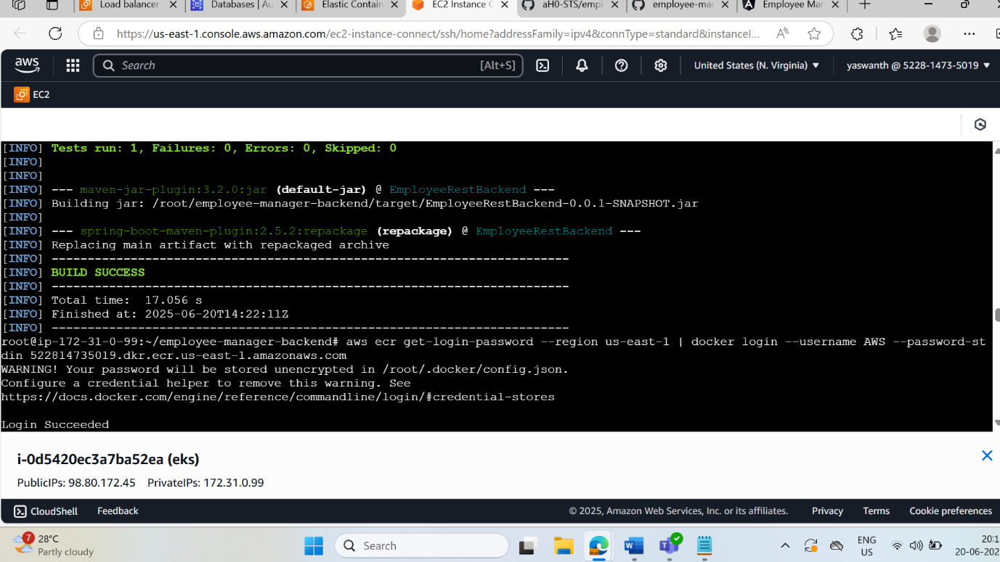 Load balancer
Databases | Au
Elastic Contain
EC2 Instance C
aH0-STS/empl
employee-man
Employee Man
https://us-east-1.console.aws.amazon.com/ec2-instance-connect/ssh/home?addressFamily=ipv4&connType=standard&instanceI...
aws
Search
[Alt+S]
United States (N. Virginia) ▼
yaswanth @ 5228-1473-5019 ▼
EC2
[INFO] Tests run: 1, Failures: 0, Errors: 0, Skipped: 0
[INFO]
[INFO]
[INFO] --- maven-jar-plugin:3.2.0:jar (default-jar) @ EmployeeRestBackend ---
[INFO] Building jar: /root/employee-manager-backend/target/EmployeeRestBackend-0.0.1-SNAPSHOT.jar
[INFO]
[INFO] --- spring-boot-maven-plugin:2.5.2:repackage (repackage) @ EmployeeRestBackend ---
[INFO] Replacing main artifact with repackaged archive
[INFO] ------------------------------------------------------------------------
[INFO] BUILD SUCCESS
[INFO] ------------------------------------------------------------------------
[INFO] Total time:  17.056 s
[INFO] Finished at: 2025-06-20T14:22:11Z
[INFO] ------------------------------------------------------------------------
root@ip-172-31-0-99:~/employee-manager-backend# aws ecr get-login-password --region us-east-1 | docker login --username AWS --password-st
din 522814735019.dkr.ecr.us-east-1.amazonaws.com
WARNING! Your password will be stored unencrypted in /root/.docker/config.json.
Configure a credential helper to remove this warning. See
https://docs.docker.com/engine/reference/commandline/login/#credential-stores
Login Succeeded
i-0d5420ec3a7ba52ea (eks)
PublicIPs: 98.80.172.45 PrivateIPs: 172.31.0.99
CloudShell
Feedback
© 2025, Amazon Web Services, Inc. or its affiliates.
Privacy
Terms
Cookie preferences
7
28°C
Partly cloudy
Search
ENG
US
20:1
20-06-202